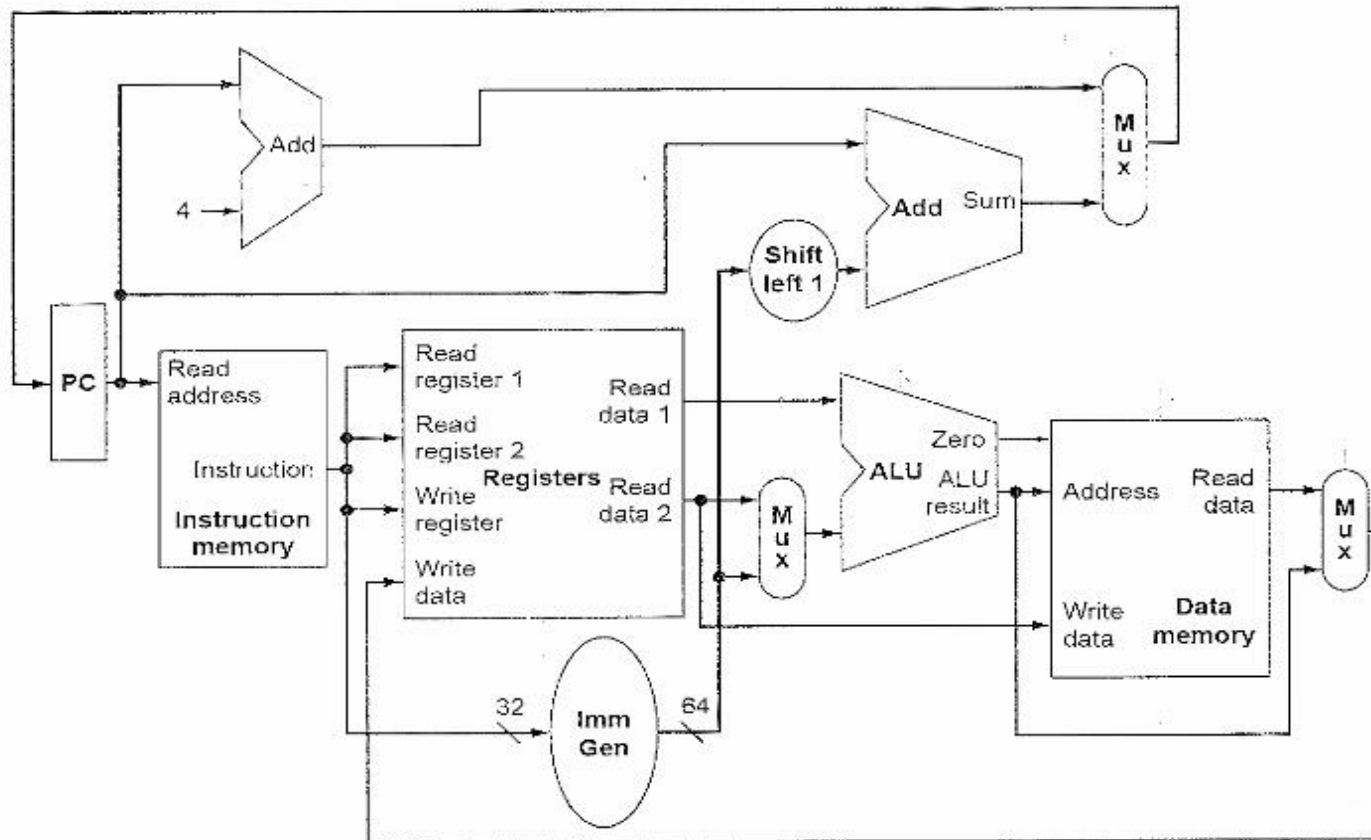 Add
4
M
u
x
Add Sum
Shift
left 1
PC
Read
address
Instruction
Instruction
memory
Read
register 1
Read
register 2
Registers
Write
register
Write
data
Read
data 1
Read
data 2
M
u
x
Zero
ALU
ALU
result
Address
Read
data
Write
data
Data
memory
M
u
x
32
Imm
Gen
64